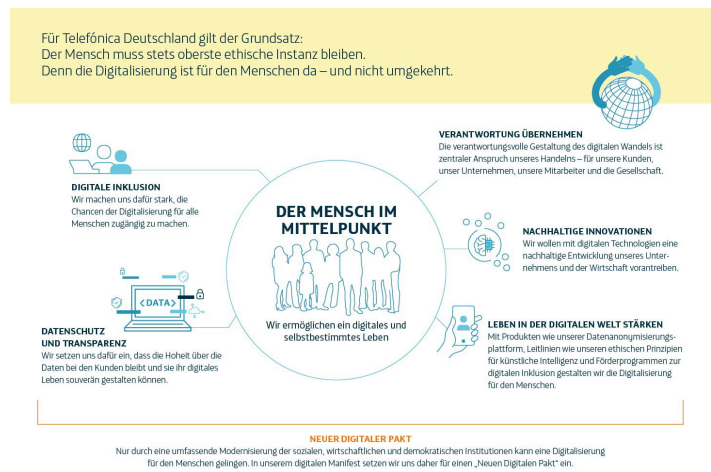 Für Telefónica Deutschland gilt der Grundsatz:
Der Mensch muss stets oberste ethische Instanz bleiben.
Denn die Digitalisierung ist für den Menschen da – und nicht umgekehrt.
DIGITALE INKLUSION
Wir machen uns dafür stark, die
Chancen der Digitalisierung für alle
Menschen zugängig zu machen.
<DATA>
DATENSCHUTZ
UND TRANSPARENZ
Wir setzen uns dafür ein, dass die Hoheit über die
Daten bei den Kunden bleibt und sie ihr digitales
Leben souverän gestalten können.
DER MENSCH IM
MITTELPUNKT
Wir ermöglichen ein digitales und
selbstbestimmtes Leben
VERANTWORTUNG ÜBERNEHMEN
Die verantwortungsvolle Gestaltung des digitalen Wandels ist
zentraler Anspruch unseres Handelns – für unsere Kunden,
unser Unternehmen, unsere Mitarbeiter und die Gesellschaft.
NACHHALTIGE INNOVATIONEN
Wir wollen mit digitalen Technologien eine
nachhaltige Entwicklung unseres Unter-
nehmens und der Wirtschaft vorantreiben.
LEBEN IN DER DIGITALEN WELT STÄRKEN
Mit Produkten wie unserer Datenanonymisierungs-
plattform, Leitlinien wie unseren ethischen Prinzipien
für künstliche Intelligenz und Förderprogrammen zur
digitalen Inklusion gestalten wir die Digitalisierung
für den Menschen.
NEUER DIGITALER PAKT
Nur durch eine umfassende Modernisierung der sozialen, wirtschaftlichen und demokratischen Institutionen kann eine Digitalisierung
für den Menschen gelingen. In unserem digitalen Manifest setzen wir uns daher für einen „Neuen Digitalen Pakt“ ein.